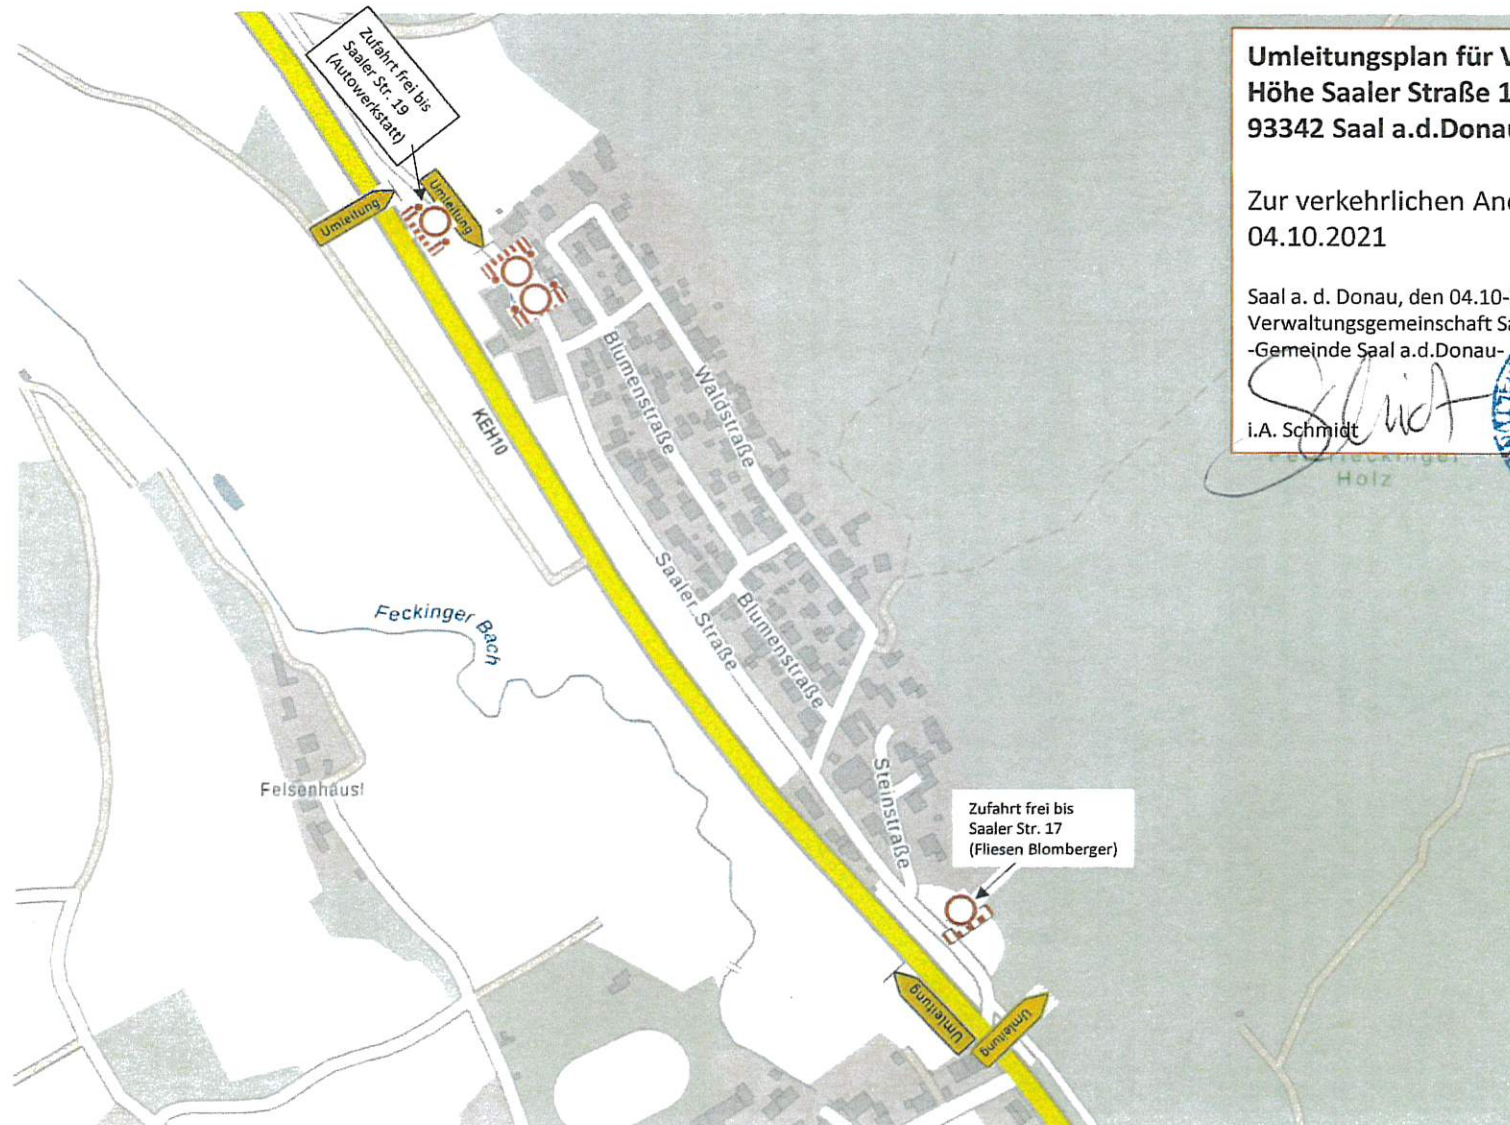 Zufahrt frei bis
Saaler Str. 19
(Autowerkstatt)
Umleitung
Umleitung
Umleitungsplan für V
Höhe Saaler Straße 1
93342 Saal a.d.Donau
Zur verkehrlichen An
04.10.2021
Saal a. d. Donau, den 04.10-
Verwaltungsgemeinschaft Sa
-Gemeinde Saal a.d.Donau-
i.A. Schmidt
Holz
Blumenstraße
Waldstraße
KEH10
Saaler Straße
Blumenstraße
Feckinger Bach
Felsenhäusl
Steinstraße
Zufahrt frei bis
Saaler Str. 17
(Fliesen Blomberger)
Umleitung
Umleitung